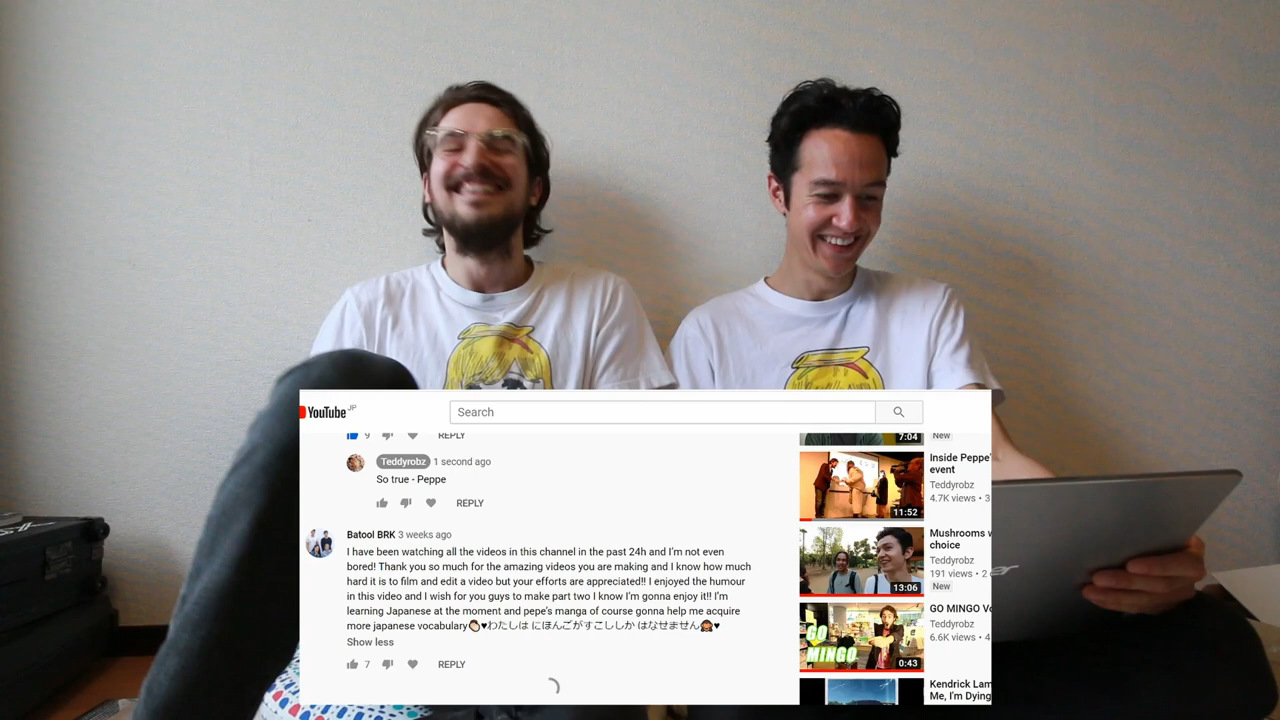 YouTube JP
Search
9 REPLY
Teddyrobz 1 second ago
So true - Peppe
REPLY
Batool BRK 3 weeks ago
I have been watching all the videos in this channel in the past 24h and I'm not even
bored! Thank you so much for the amazing videos you are making and I know how much
hard it is to film and edit a video but your efforts are appreciated!! I enjoyed the humour
in this video and I wish for you guys to make part two I know I'm gonna enjoy it!! I'm
learning Japanese at the moment and pepe's manga of course gonna help me acquire
more japanese vocabulary👏🏻♥わたしは にほんごがすこししか はなせません🙊♥
Show less
7 REPLY
7:04
New
11:52
Inside Peppe'
event
Teddyrobz
4.7K views • 3
13:06
Mushrooms
choice
Teddyrobz
191 views • 2
New
GO
MINGO
0:43
GO MINGO
Teddyrobz
6.6K views • 4
Kendrick
Me, I'm Dying